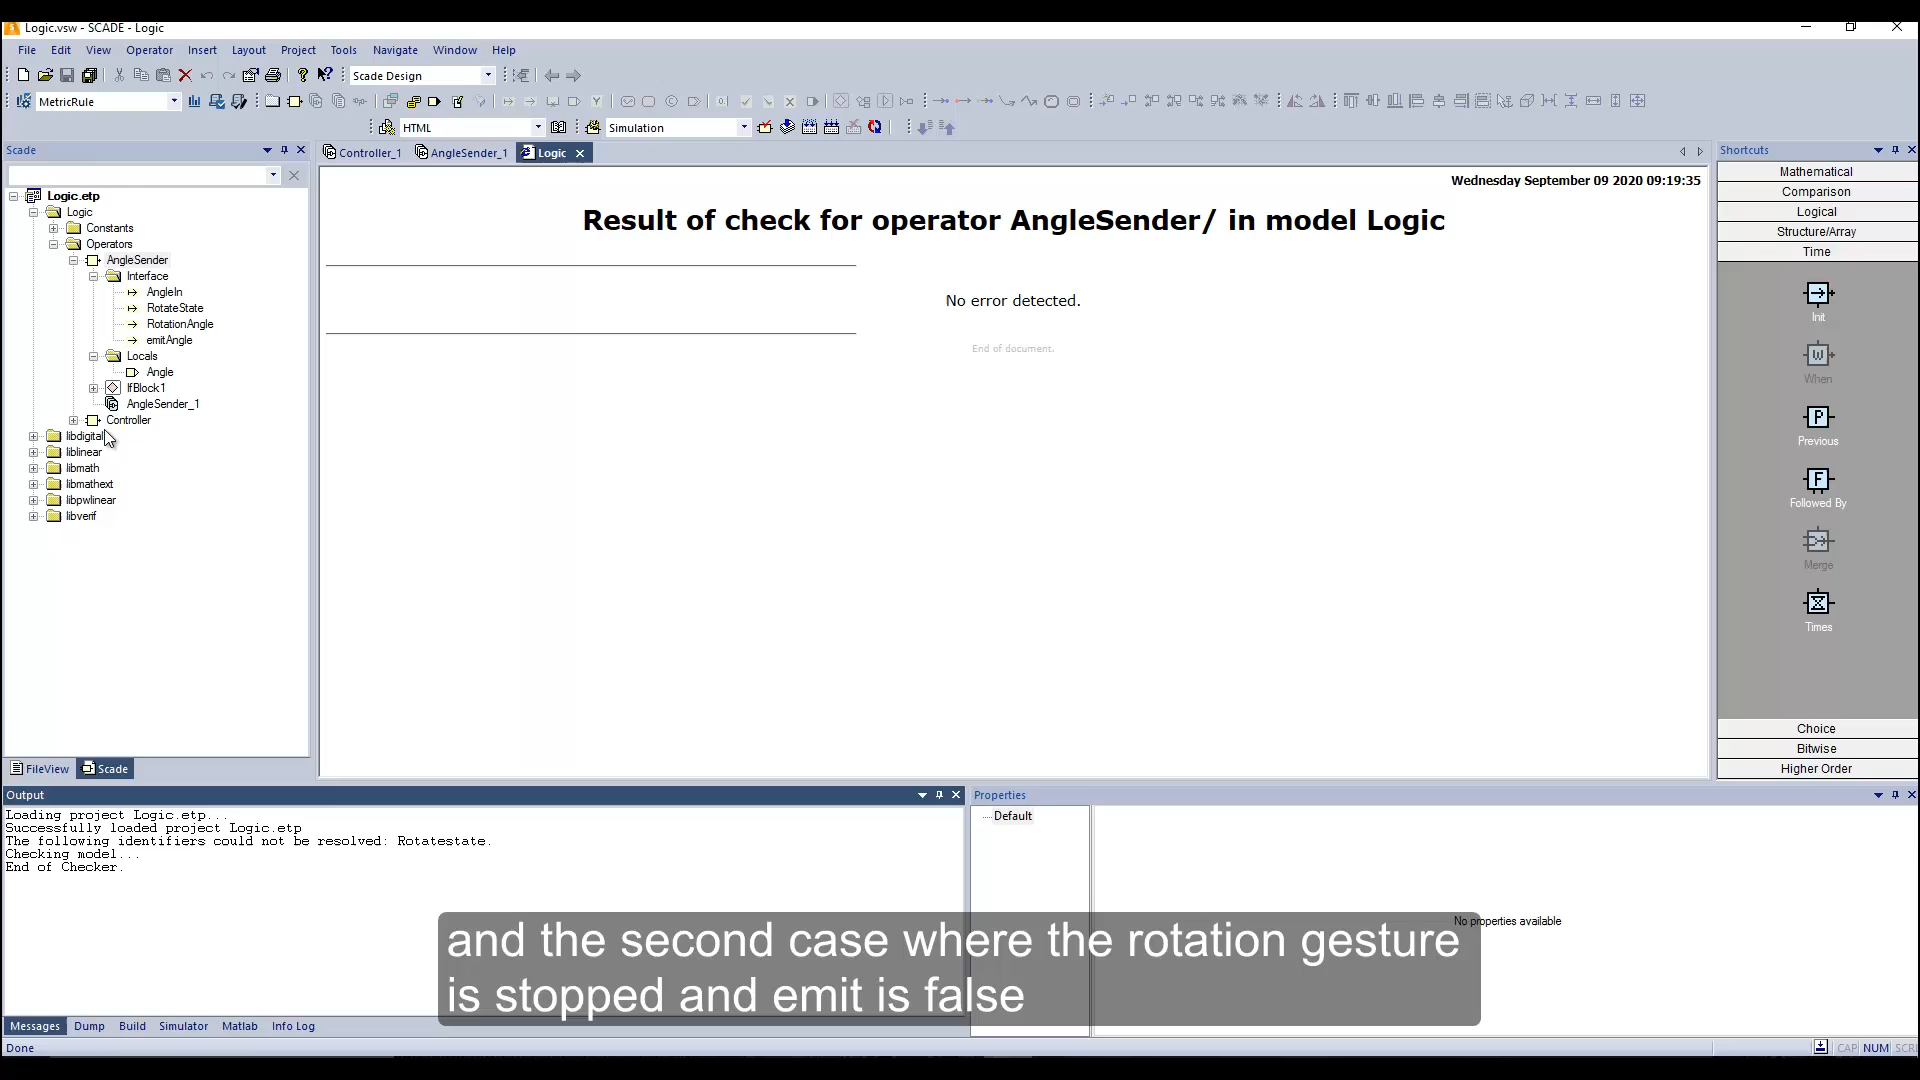 Logic.vsw - SCADE - Logic
File Edit View Operator Insert Layout Project Tools Navigate Window Help
Scade Design
MetricRule
HTML
Simulation
Scade
Controller_1 AngleSender_1 Logic
Shortcuts
Wednesday September 09 2020 09:19:35
Result of check for operator AngleSender/ in model Logic
No error detected.
End of document.
Logic.etp
Logic
Constants
Operators
AngleSender
Interface
AngleIn
RotateState
RotationAngle
emitAngle
Locals
Angle
IfBlock1
AngleSender_1
Controller
libdigital
liblinear
libmath
libmathext
libpwlinear
libverif
Mathematical
Comparison
Logical
Structure/Array
Time
Init
When
Previous
Followed By
Merge
Times
Choice
Bitwise
Higher Order
FileView Scade
Output
Loading project Logic.etp...
Successfully loaded project Logic.etp
The following identifiers could not be resolved: Rotatestate.
Checking model...
End of Checker.
Properties
Default
No properties available
and the second case where the rotation gesture
is stopped and emit is false
Messages Dump Build Simulator Matlab Info Log
Done
CAP NUM SCRL